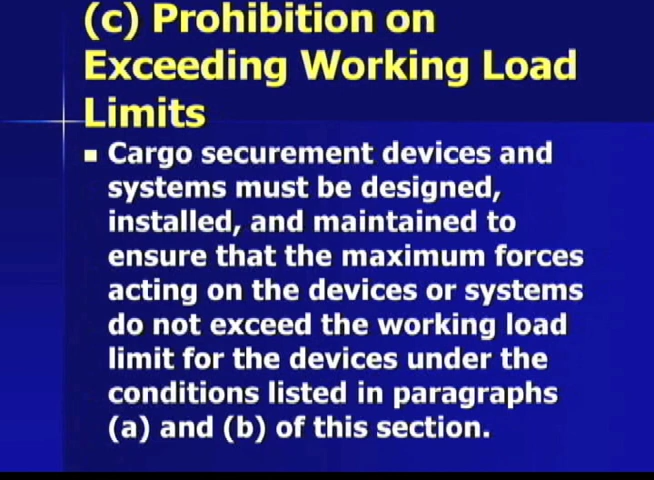 (c) Prohibition on
Exceeding Working Load
Limits
Cargo securement devices and
systems must be designed,
installed, and maintained to
ensure that the maximum forces
acting on the devices or systems
do not exceed the working load
limit for the devices under the
conditions listed in paragraphs
(a) and (b) of this section.